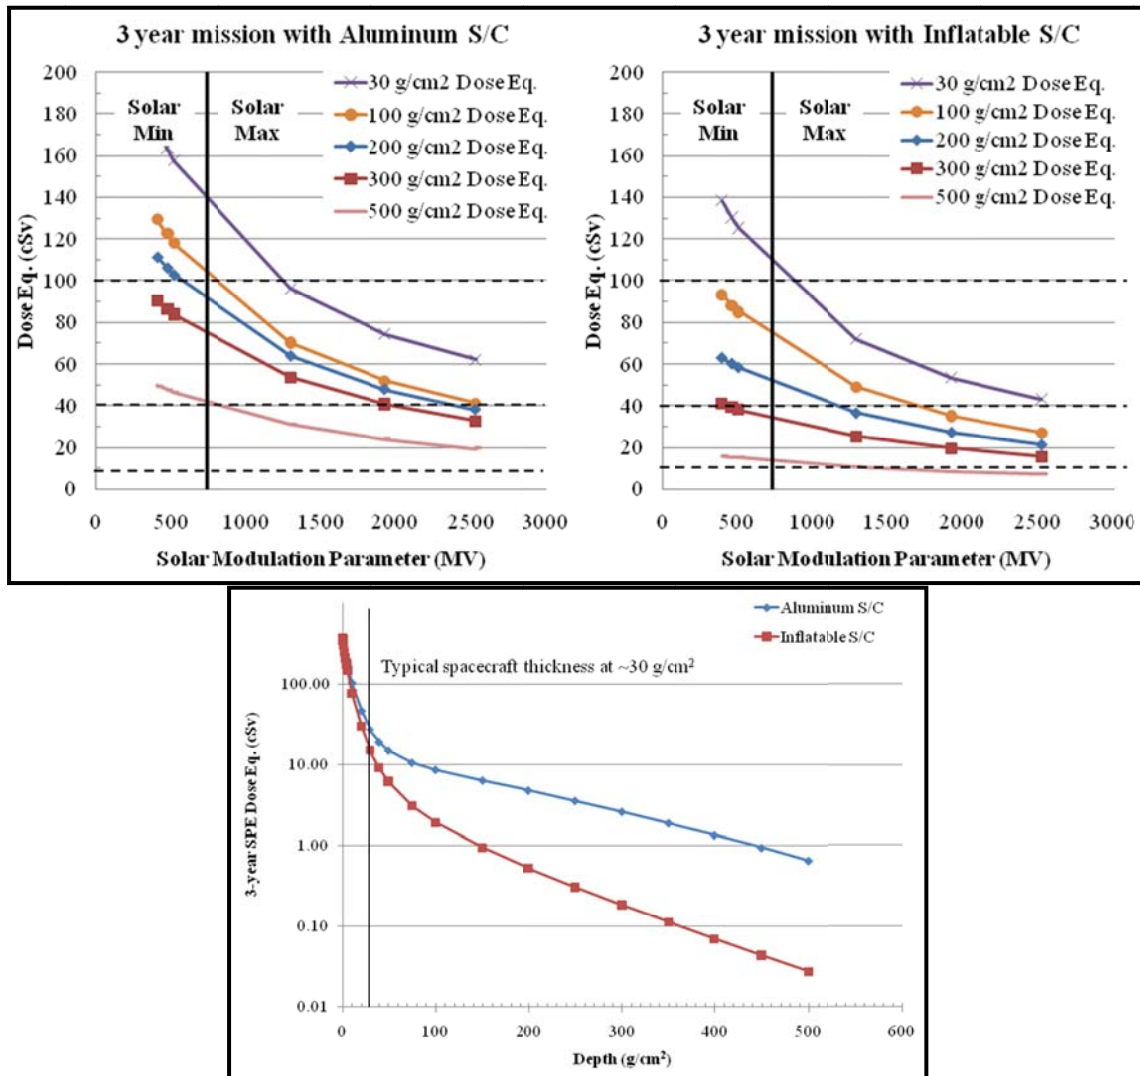 3 year mission with Aluminum S/C
200
180
160
140
120
100
80
60
40
20
0
Dose Eq. (cSv)
Solar
Min
Solar
Max
30 g/cm2 Dose Eq.
100 g/cm2 Dose Eq.
200 g/cm2 Dose Eq.
300 g/cm2 Dose Eq.
500 g/cm2 Dose Eq.
0 500 1000 1500 2000 2500 3000
Solar Modulation Parameter (MV)
3 year mission with Inflatable S/C
200
180
160
140
120
100
80
60
40
20
0
Dose Eq. (cSv)
Solar
Min
Solar
Max
30 g/cm2 Dose Eq.
100 g/cm2 Dose Eq.
200 g/cm2 Dose Eq.
300 g/cm2 Dose Eq.
500 g/cm2 Dose Eq.
0 500 1000 1500 2000 2500 3000
Solar Modulation Parameter (MV)
Aluminum S/C
Inflatable S/C
Typical spacecraft thickness at ~30 g/cm²
100.00
10.00
1.00
0.10
0.01
3-year SPE Dose Eq. (cSv)
0 100 200 300 400 500 600
Depth (g/cm²)